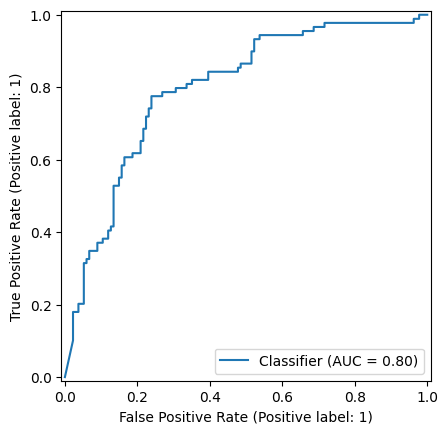 True Positive Rate (Positive label: 1)
1.0
0.8
0.6
0.4
0.2
0.0
Classifier (AUC = 0.80)
0.0 0.2 0.4 0.6 0.8 1.0
False Positive Rate (Positive label: 1)